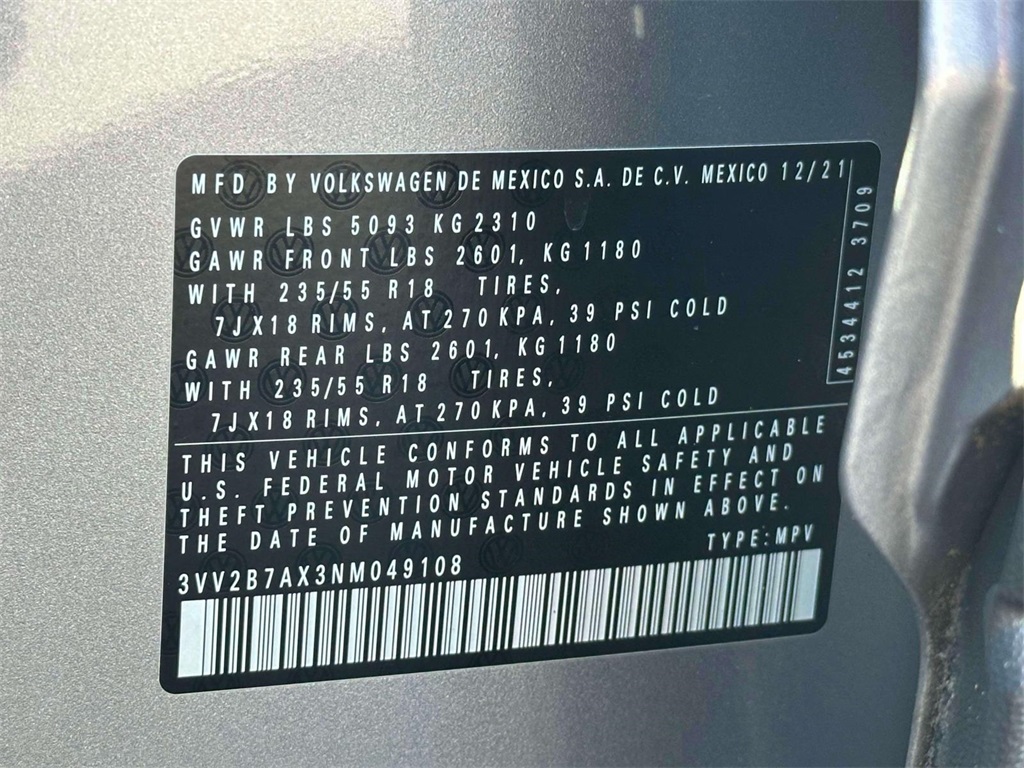 MFD BY VOLKSWAGEN DE MEXICO S.A. DE C.V. MEXICO 12/21
GVWR LBS 5093 KG 2310
GAWR FRONT LBS 2601, KG 1180
WITH 235/55 R18 TIRES,
7JX18 RIMS, AT 270 KPA, 39 PSI COLD
GAWR REAR LBS 2601, KG 1180
WITH 235/55 R18 TIRES,
7JX18 RIMS, AT 270 KPA, 39 PSI COLD
4534412 3709
THIS VEHICLE CONFORMS TO ALL APPLICABLE
U.S. FEDERAL MOTOR VEHICLE SAFETY AND
THEFT PREVENTION STANDARDS IN EFFECT ON
THE DATE OF MANUFACTURE SHOWN ABOVE.
TYPE: MPV
3VV2B7AX3NM049108